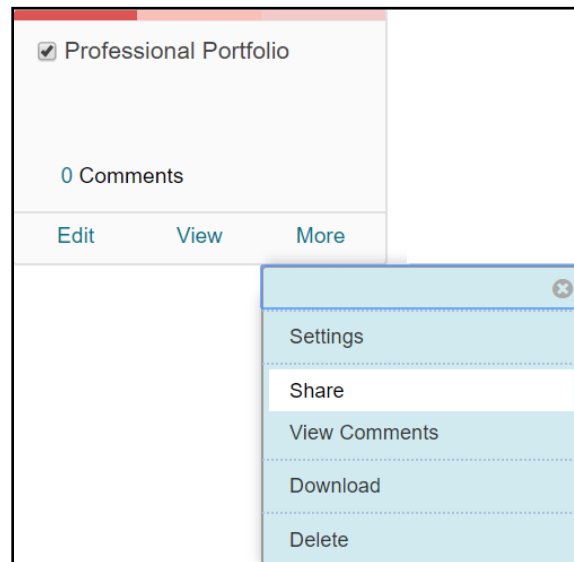 Professional Portfolio
0 Comments
Edit View More
Settings
Share
View Comments
Download
Delete